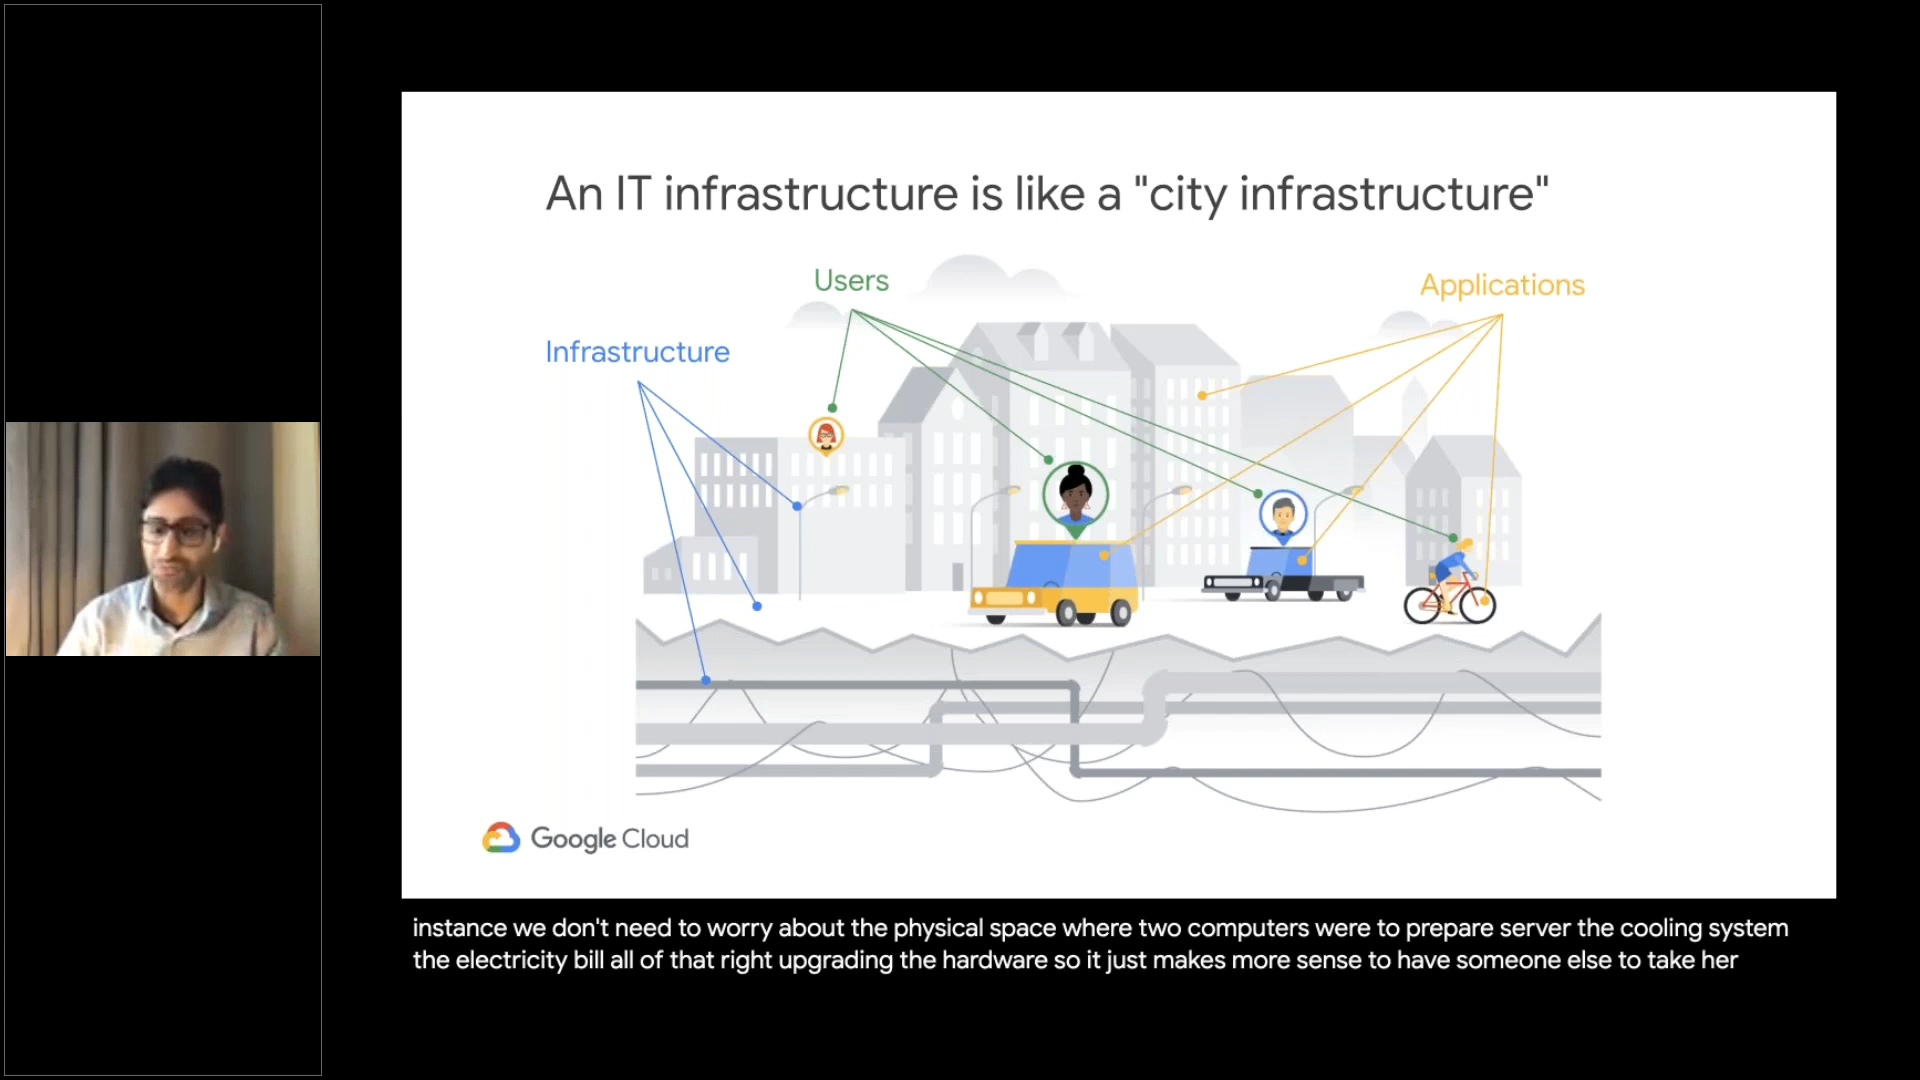 An IT infrastructure is like a "city infrastructure"
Users
Applications
Infrastructure
Google Cloud
instance we don't need to worry about the physical space where two computers were to prepare server the cooling system
the electricity bill all of that right upgrading the hardware so it just makes more sense to have someone else to take her